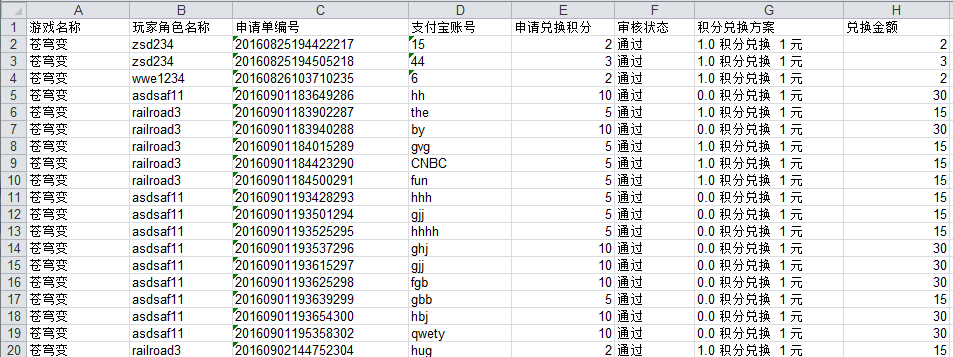 A B C D E F G H
1 游戏名称 玩家角色名称 申请单编号 支付宝账号 申请兑换积分 审核状态 积分兑换方案 兑换金额
2 苍穹变 zsd234 20160825194422217 15 2 通过 1.0 积分兑换 1 元 2
3 苍穹变 zsd234 20160825194505218 44 3 通过 1.0 积分兑换 1 元 3
4 苍穹变 wwe1234 20160826103710235 6 2 通过 1.0 积分兑换 1 元 2
5 苍穹变 asdsaf11 20160901183649286 hh 10 通过 0.0 积分兑换 1 元 30
6 苍穹变 railroad3 20160901183902287 the 5 通过 1.0 积分兑换 1 元 15
7 苍穹变 asdsaf11 20160901183940288 by 10 通过 0.0 积分兑换 1 元 30
8 苍穹变 railroad3 20160901184015289 gvg 5 通过 1.0 积分兑换 1 元 15
9 苍穹变 railroad3 20160901184423290 CNBC 5 通过 1.0 积分兑换 1 元 15
10 苍穹变 railroad3 20160901184500291 fun 5 通过 1.0 积分兑换 1 元 15
11 苍穹变 asdsaf11 20160901193428293 hhh 5 通过 0.0 积分兑换 1 元 15
12 苍穹变 asdsaf11 20160901193501294 gjj 5 通过 0.0 积分兑换 1 元 15
13 苍穹变 asdsaf11 20160901193525295 hhhh 5 通过 0.0 积分兑换 1 元 15
14 苍穹变 asdsaf11 20160901193537296 ghj 10 通过 0.0 积分兑换 1 元 30
15 苍穹变 asdsaf11 20160901193615297 gjj 10 通过 0.0 积分兑换 1 元 30
16 苍穹变 asdsaf11 20160901193625298 fgb 10 通过 0.0 积分兑换 1 元 30
17 苍穹变 asdsaf11 20160901193639299 gbb 5 通过 0.0 积分兑换 1 元 15
18 苍穹变 asdsaf11 20160901193654300 hbj 10 通过 0.0 积分兑换 1 元 30
19 苍穹变 asdsaf11 20160901195358302 qwety 10 通过 0.0 积分兑换 1 元 30
20 苍穹变 railroad3 20160902144752304 hug 2 通过 1.0 积分兑换 1 元 15